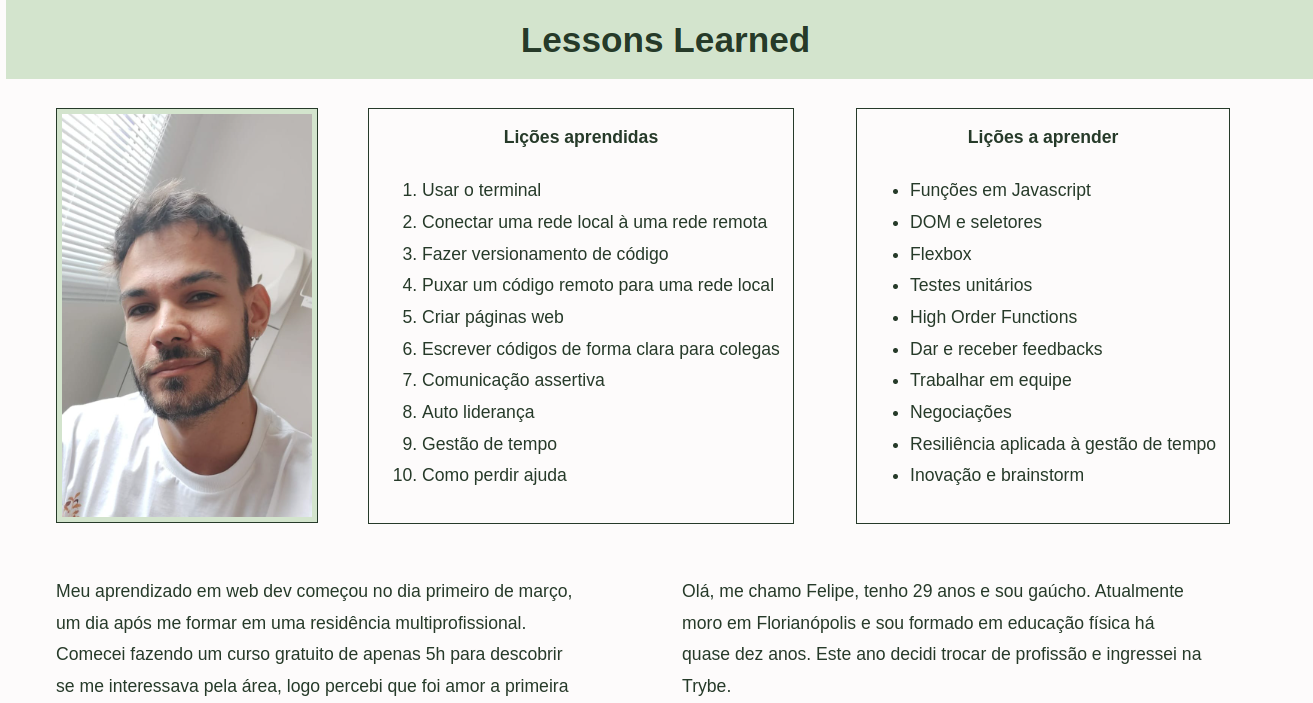 Lessons Learned
Lições aprendidas
1. Usar o terminal
2. Conectar uma rede local à uma rede remota
3. Fazer versionamento de código
4. Puxar um código remoto para uma rede local
5. Criar páginas web
6. Escrever códigos de forma clara para colegas
7. Comunicação assertiva
8. Auto liderança
9. Gestão de tempo
10. Como perdir ajuda
Lições a aprender
• Funções em Javascript
• DOM e seletores
• Flexbox
• Testes unitários
• High Order Functions
• Dar e receber feedbacks
• Trabalhar em equipe
• Negociações
• Resiliência aplicada à gestão de tempo
• Inovação e brainstorm
Meu aprendizado em web dev começou no dia primeiro de março,
um dia após me formar em uma residência multiprofissional.
Comecei fazendo um curso gratuito de apenas 5h para descobrir
se me interessava pela área, logo percebi que foi amor a primeira
Olá, me chamo Felipe, tenho 29 anos e sou gaúcho. Atualmente
moro em Florianópolis e sou formado em educação física há
quase dez anos. Este ano decidi trocar de profissão e ingressei na
Trybe.